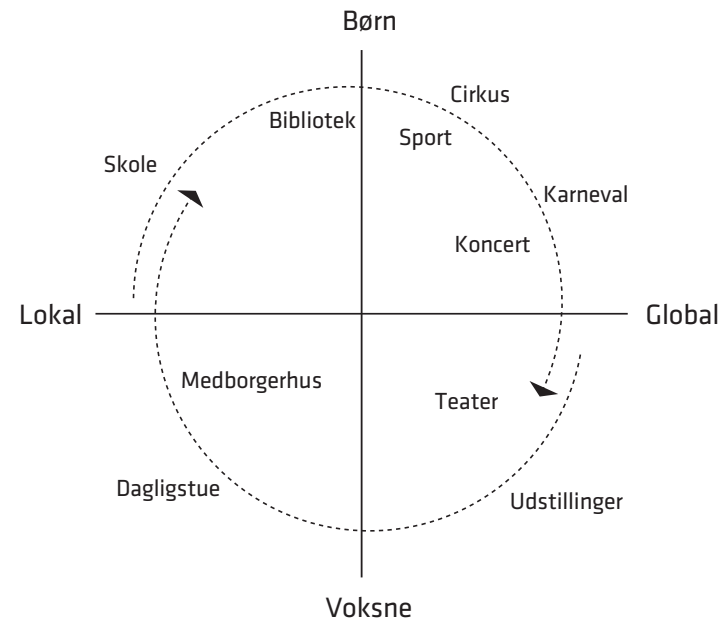 Børn
Cirkus
Bibliotek
Sport
Skole
Karneval
Koncert
Lokal
Global
Medborgerhus
Teater
Dagligstue
Udstillinger
Voksne